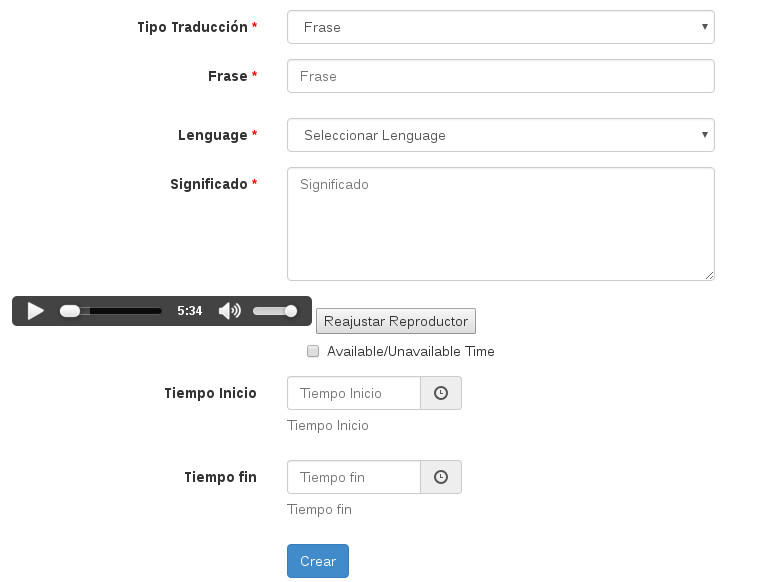 Tipo Traducción * Frase
Frase * Frase
Lenguage * Seleccionar Lenguage
Significado * Significado
5:34 Reajustar Reproductor
Available/Unavailable Time
Tiempo Inicio Tiempo Inicio
Tiempo Inicio
Tiempo fin Tiempo fin
Tiempo fin
Crear